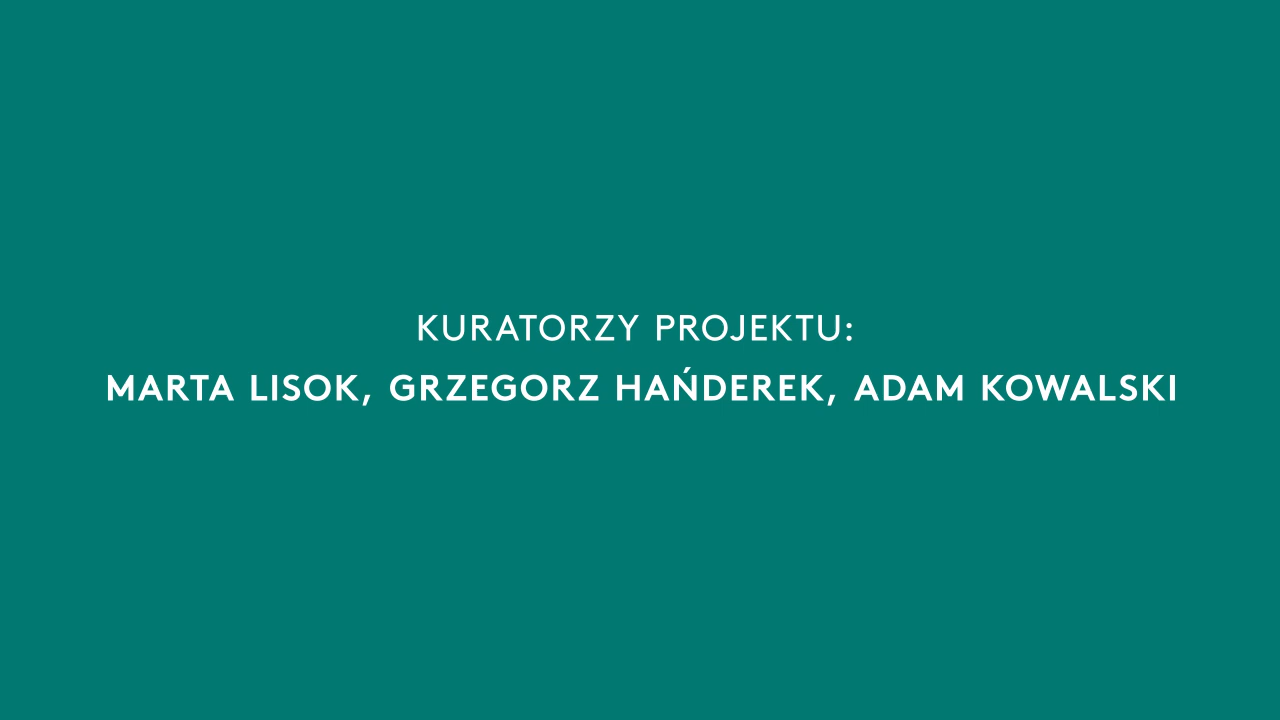 KURATORZY PROJEKTU:
MARTA LISOK, GRZEGORZ HAŃDEREK, ADAM KOWALSKI